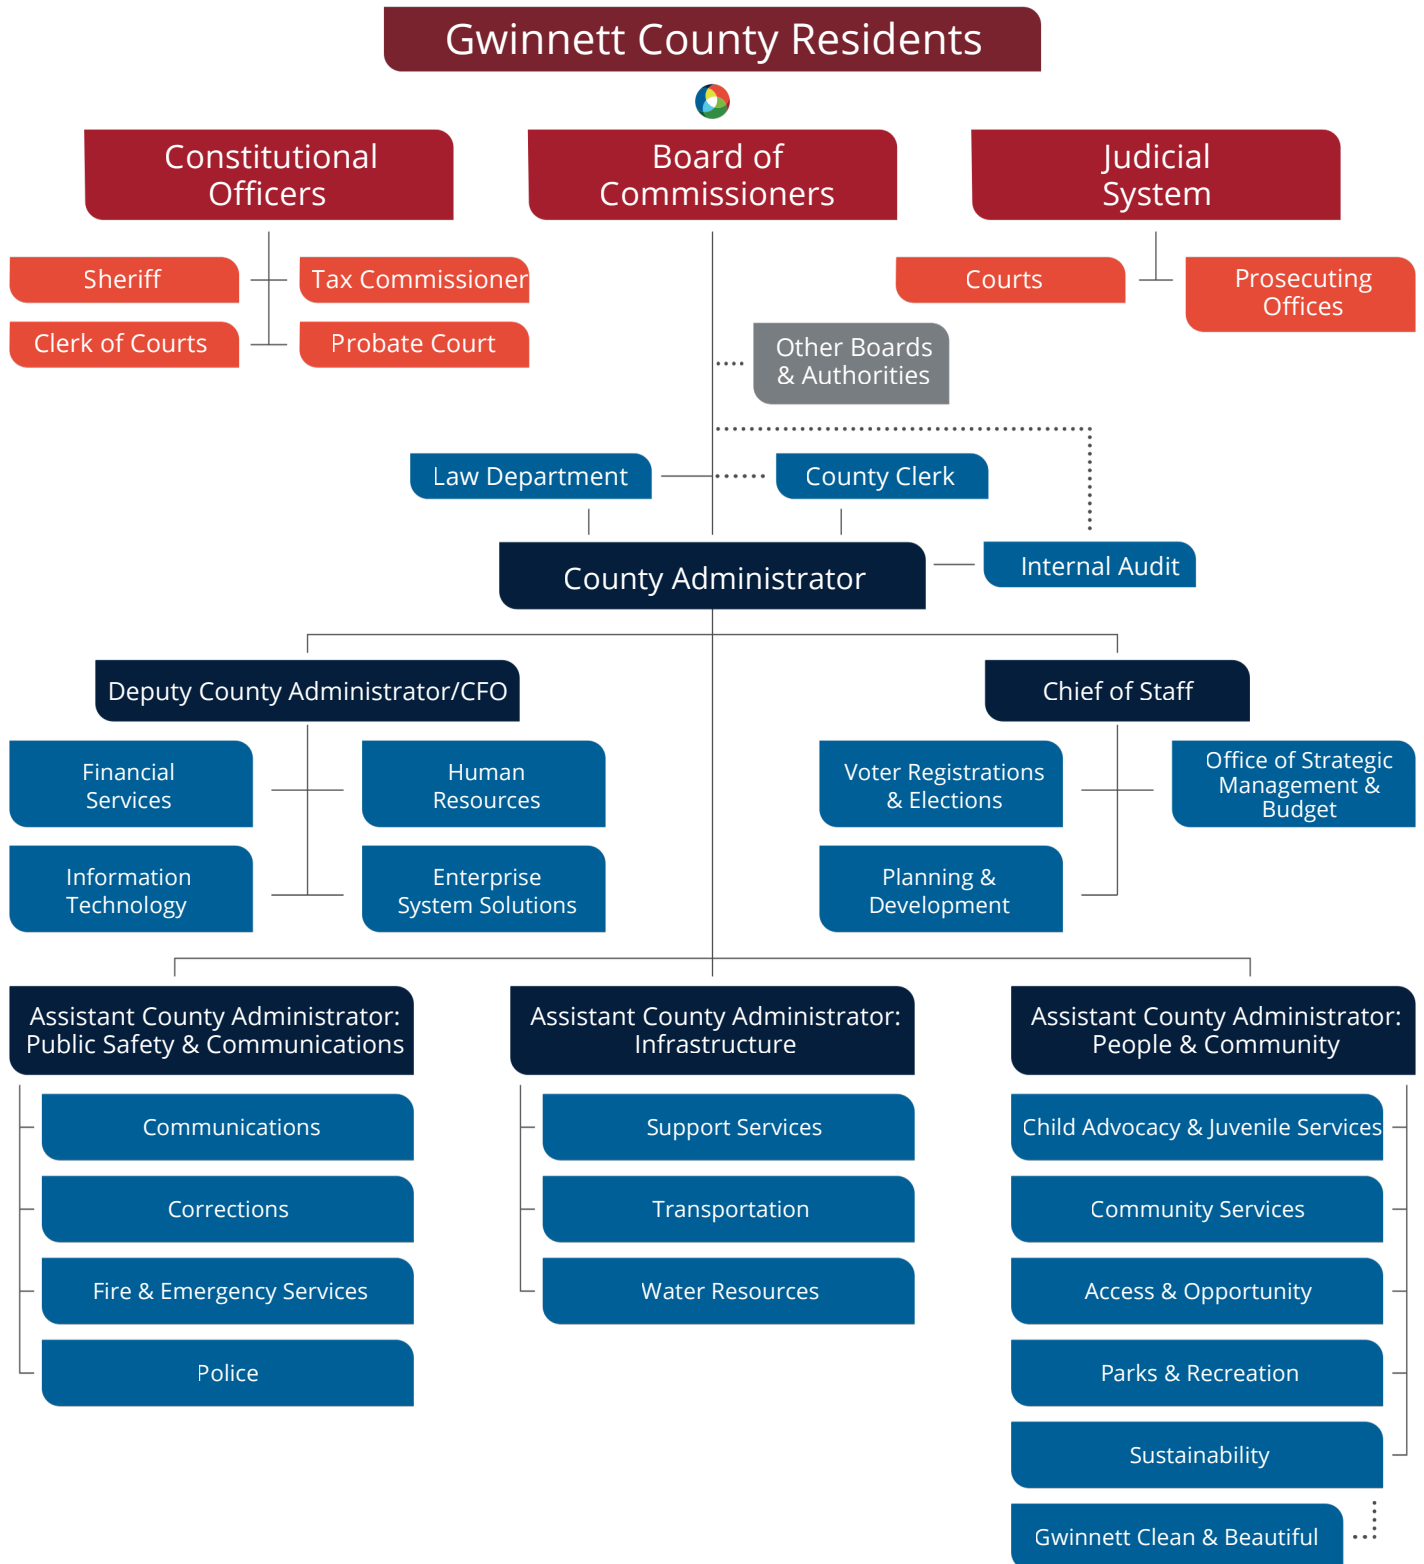 Gwinnett County Residents
Constitutional
Officers
Board of
Commissioners
Judicial
System
Sheriff
Tax Commissioner
Clerk of Courts
Probate Court
Courts
Prosecuting
Offices
Other Boards
& Authorities
Law Department
County Clerk
County Administrator
Internal Audit
Deputy County Administrator/CFO
Chief of Staff
Financial
Services
Human
Resources
Information
Technology
Enterprise
System Solutions
Voter Registrations
& Elections
Office of Strategic
Management &
Budget
Planning &
Development
Assistant County Administrator:
Public Safety & Communications
Communications
Corrections
Fire & Emergency Services
Police
Assistant County Administrator:
Infrastructure
Support Services
Transportation
Water Resources
Assistant County Administrator:
People & Community
Child Advocacy & Juvenile Services
Community Services
Access & Opportunity
Parks & Recreation
Sustainability
Gwinnett Clean & Beautiful